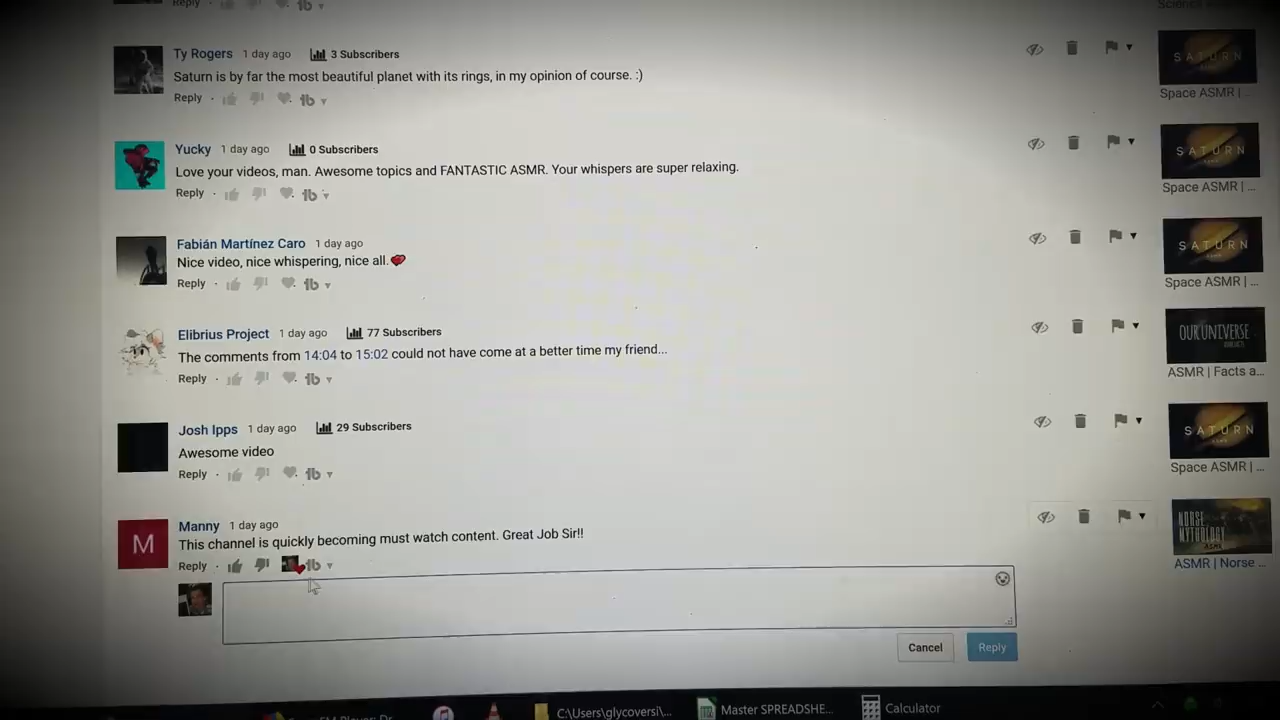 Reply
Science
Ty Rogers 1 day ago 3 Subscribers
Saturn is by far the most beautiful planet with its rings, in my opinion of course. :)
Reply
SATURN
Space ASMR | ...
Yucky 1 day ago 0 Subscribers
Love your videos, man. Awesome topics and FANTASTIC ASMR. Your whispers are super relaxing.
Reply
SATURN
Space ASMR | ...
Fabián Martínez Caro 1 day ago
Nice video, nice whispering, nice all.
Reply
SATURN
Space ASMR | ...
Elibrius Project 1 day ago 77 Subscribers
The comments from 14:04 to 15:02 could not have come at a better time my friend...
Reply
OUR UNIVERSE
ASMR | Facts a...
Josh Ipps 1 day ago 29 Subscribers
Awesome video
Reply
SATURN
Space ASMR | ...
M
Manny 1 day ago
This channel is quickly becoming must watch content. Great Job Sir!!
Reply
NORSE
MYTHOLOGY
ASMR
ASMR | Norse ...
Cancel
Reply
C:\Users\glycoversi\...
Master SPREADSHE...
Calculator